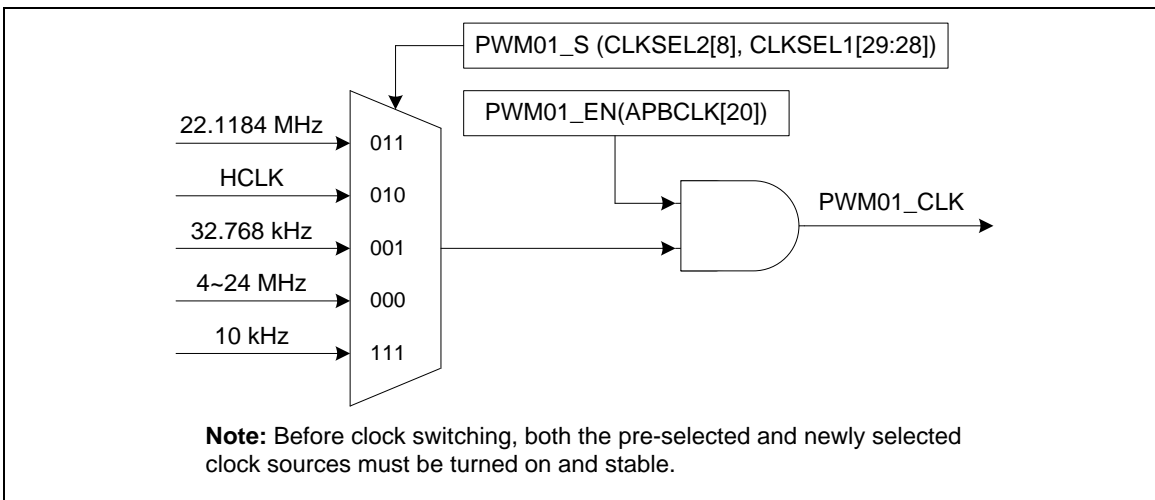 PWM01_S (CLKSEL2[8], CLKSEL1[29:28])
PWM01_EN(APBCLK[20])
22.1184 MHz
011
HCLK
010
32.768 kHz
001
4~24 MHz
000
10 kHz
111
PWM01_CLK
Note: Before clock switching, both the pre-selected and newly selected
clock sources must be turned on and stable.